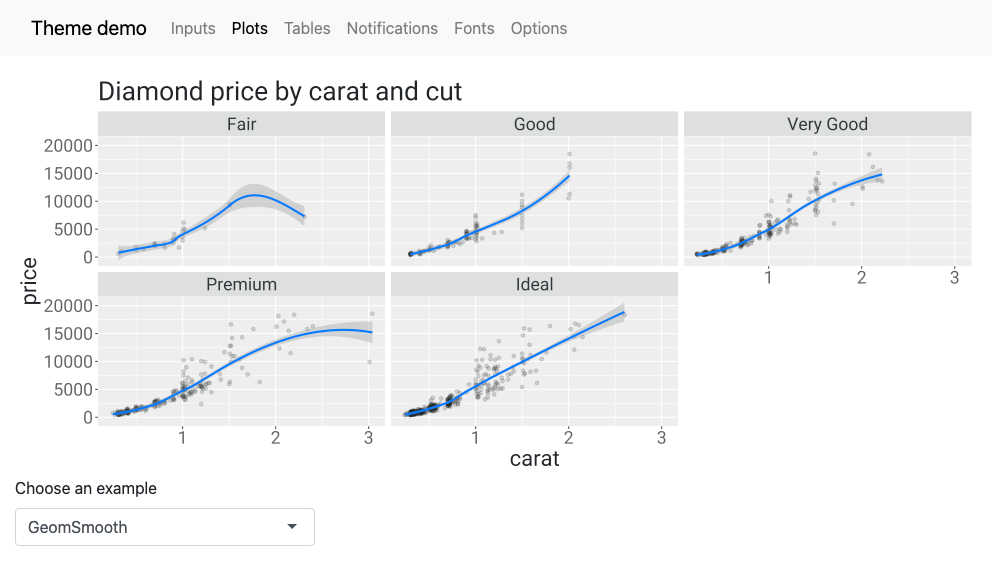 Theme demo Inputs Plots Tables Notifications Fonts Options
Diamond price by carat and cut
Fair Good Very Good
20000
15000
10000
5000
0
1 2 3
Premium Ideal
20000
15000
10000
5000
0
1 2 3 1 2 3
price
carat
Choose an example
GeomSmooth